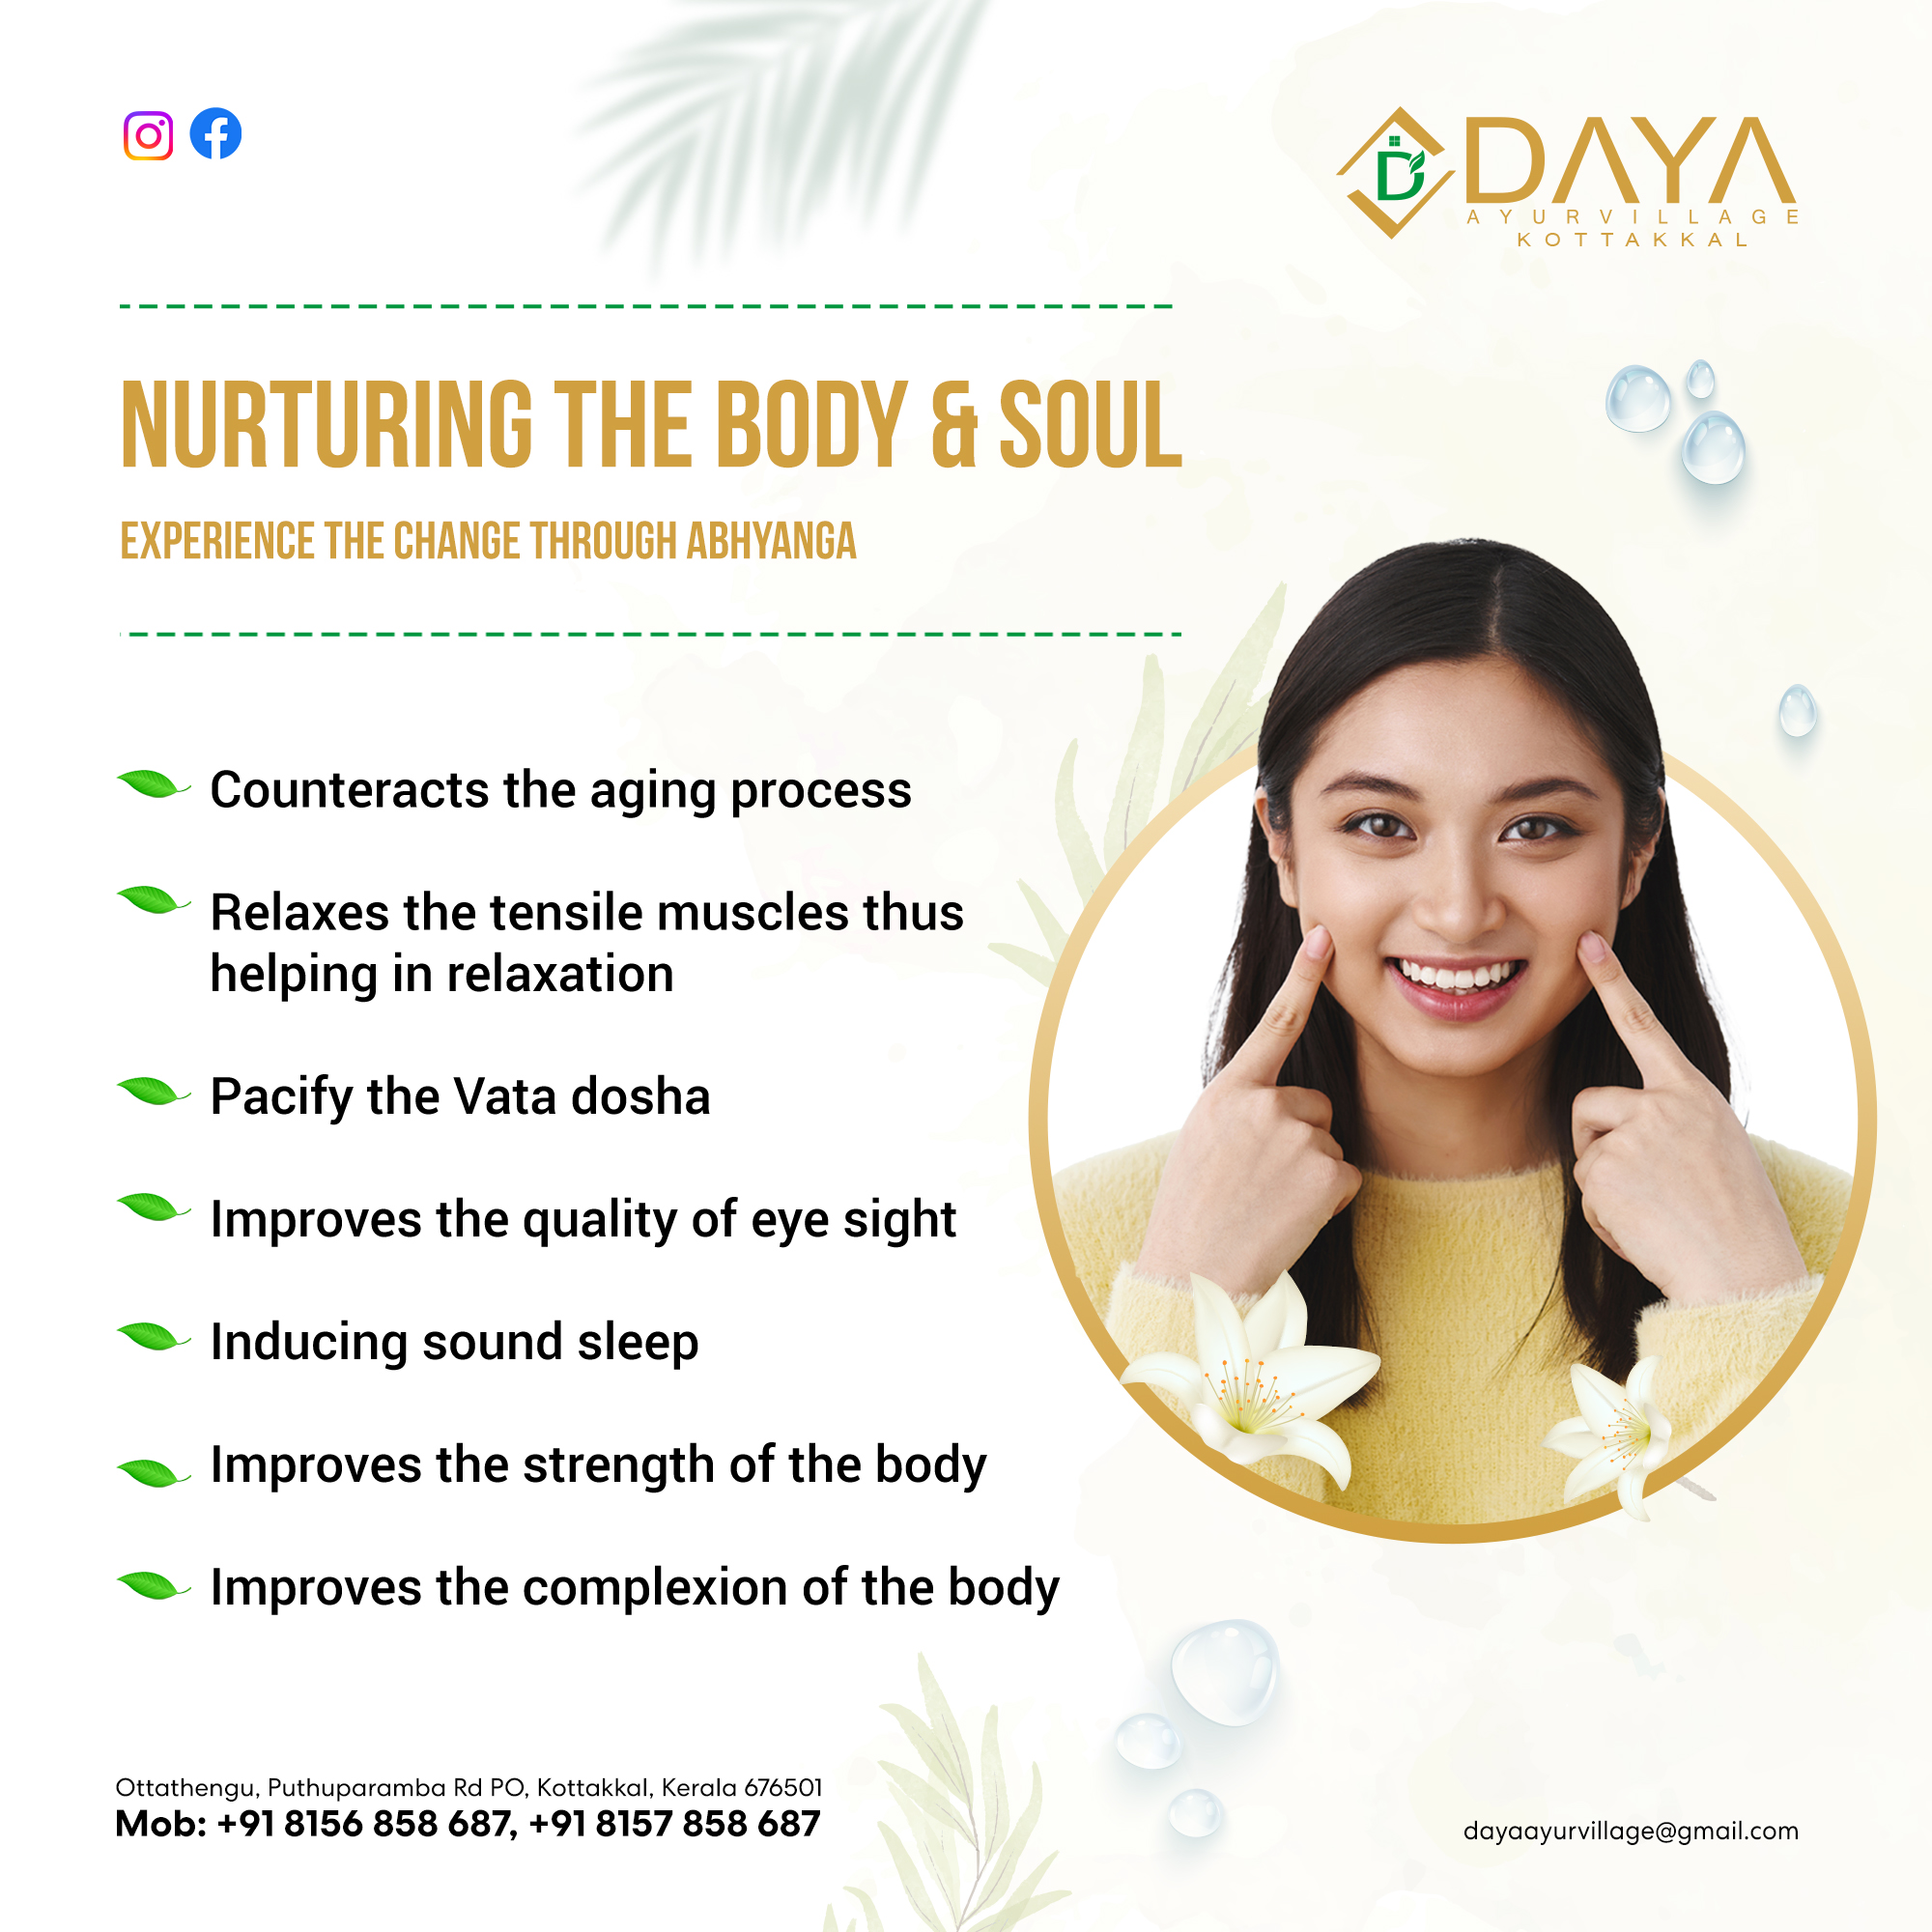 DAYA
AYURVILLAGE
KOTTAKKAL
NURTURING THE BODY & SOUL
EXPERIENCE THE CHANGE THROUGH ABHYANGA
Counteracts the aging process
Relaxes the tensile muscles thus
helping in relaxation
Pacify the Vata dosha
Improves the quality of eye sight
Inducing sound sleep
Improves the strength of the body
Improves the complexion of the body
Ottathengu, Puthuparamba Rd PO, Kottakkal, Kerala 676501
Mob: +91 8156 858 687, +91 8157 858 687
dayaayurvillage@gmail.com